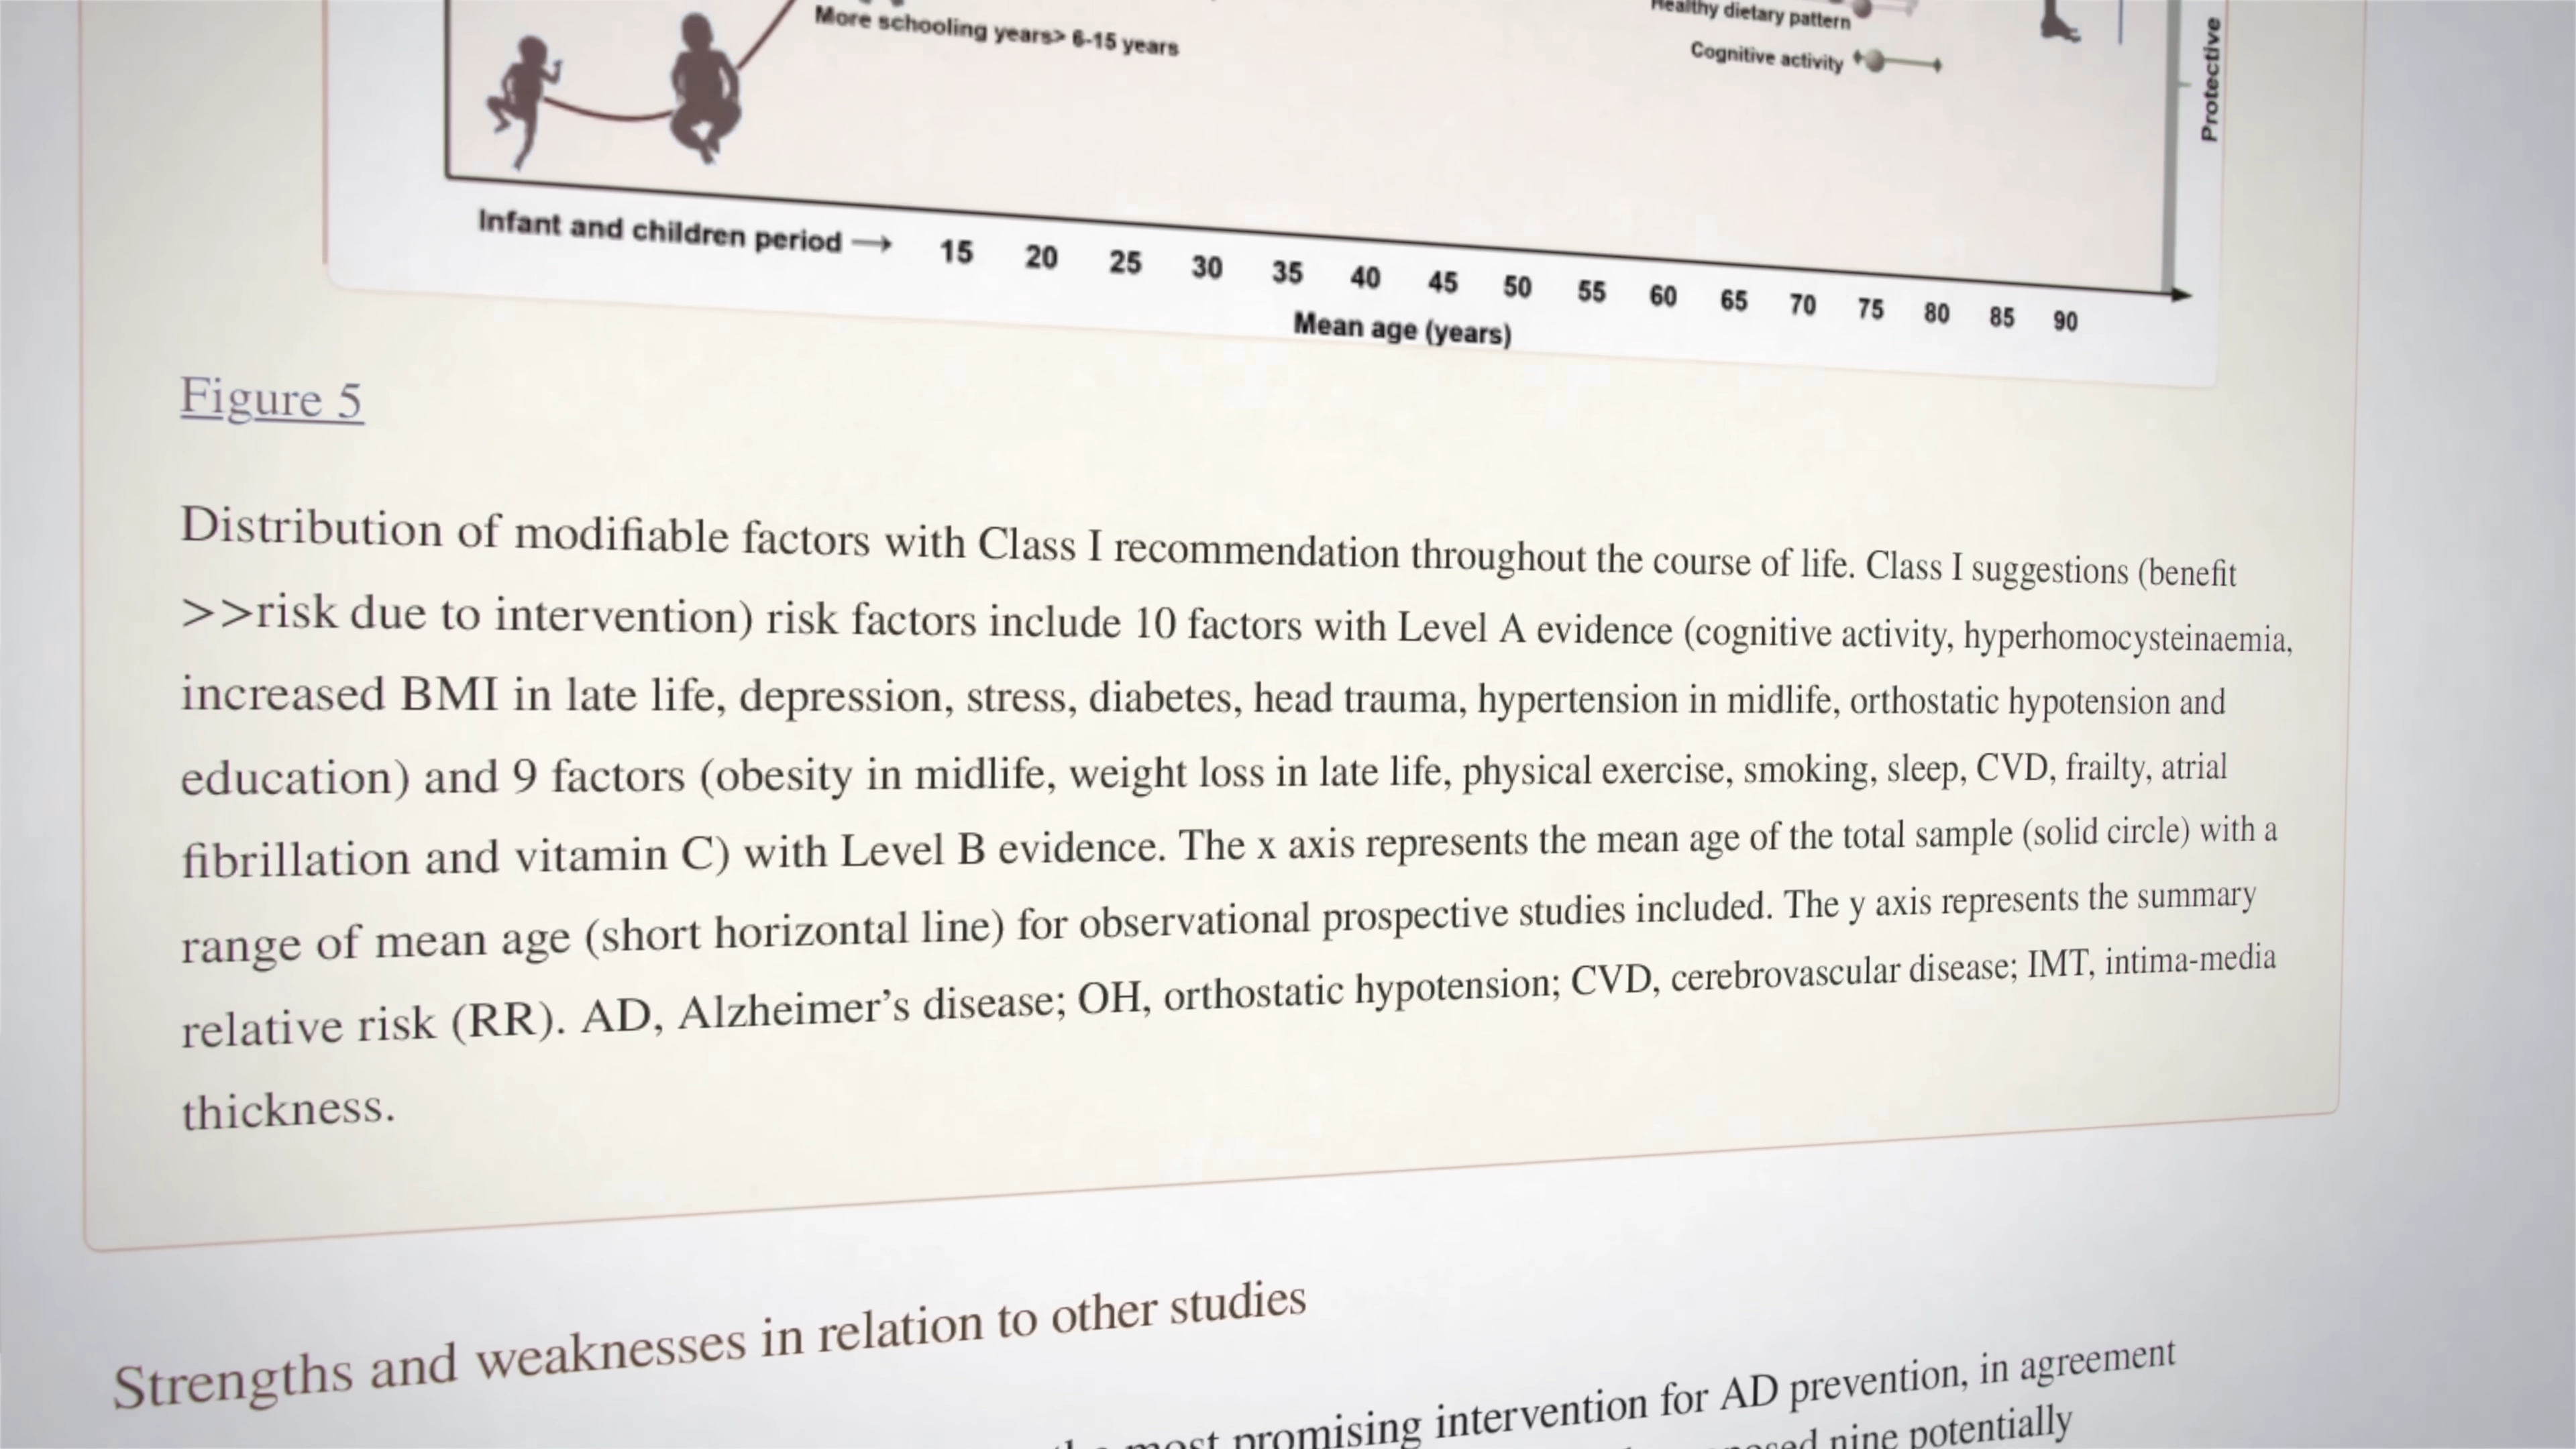 More schooling years> 6-15 years
Healthy dietary pattern
Cognitive activity
Protective
Infant and children period → 15 20 25 30 35 40 45 50 55 60 65 70 75 80 85 90
Mean age (years)
Figure 5
Distribution of modifiable factors with Class I recommendation throughout the course of life. Class I suggestions (benefit
>>risk due to intervention) risk factors include 10 factors with Level A evidence (cognitive activity, hyperhomocysteinaemia,
increased BMI in late life, depression, stress, diabetes, head trauma, hypertension in midlife, orthostatic hypotension and
education) and 9 factors (obesity in midlife, weight loss in late life, physical exercise, smoking, sleep, CVD, frailty, atrial
fibrillation and vitamin C) with Level B evidence. The x axis represents the mean age of the total sample (solid circle) with a
range of mean age (short horizontal line) for observational prospective studies included. The y axis represents the summary
relative risk (RR). AD, Alzheimer’s disease; OH, orthostatic hypotension; CVD, cerebrovascular disease; IMT, intima-media
thickness.
Strengths and weaknesses in relation to other studies
most promising intervention for AD prevention, in agreement
nine potentially